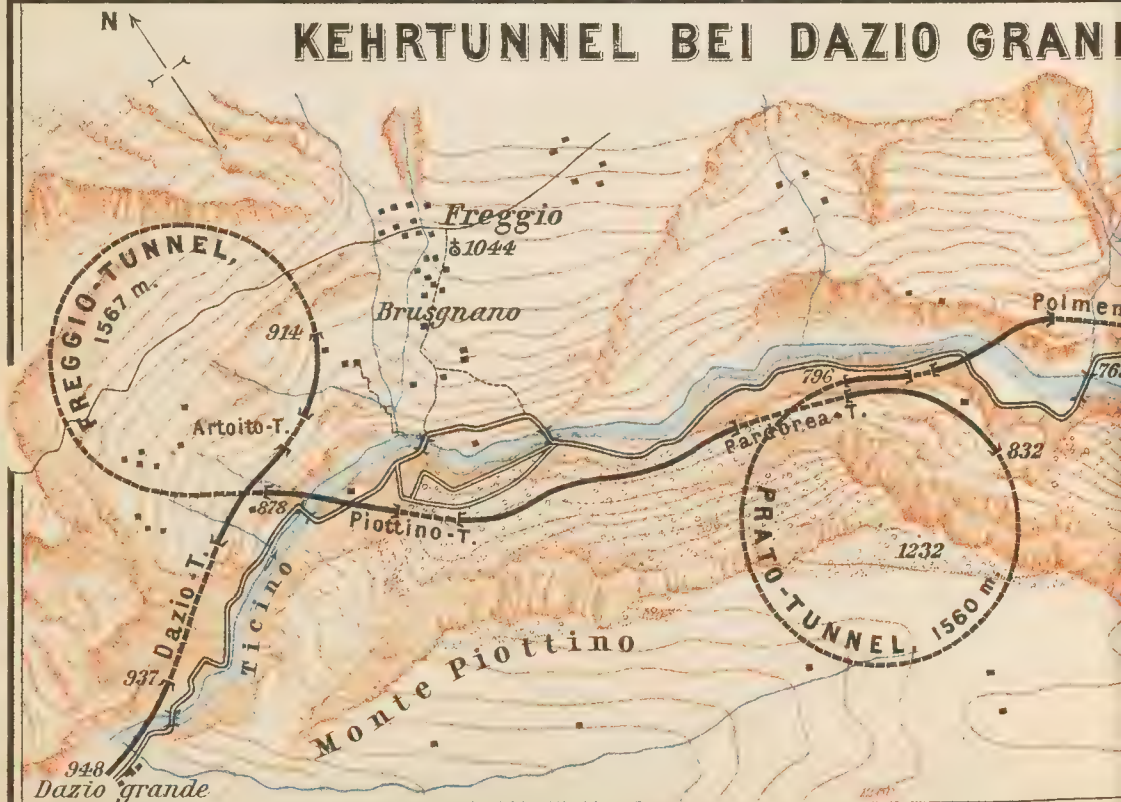 N
KEHRTUNNEL BEI DAZIO GRAN
Freggio
1044
FREGGIO-TUNNEL,
1567 m.
Brusgnano
914
Polmen
796
Artoito-T.
Pardorea-T.
832
878
Piottino-T.
PRATO-TUNNEL, 1560 m.
1232
Dazio-T.
Ticino
Monte Piottino
937
948
Dazio grande